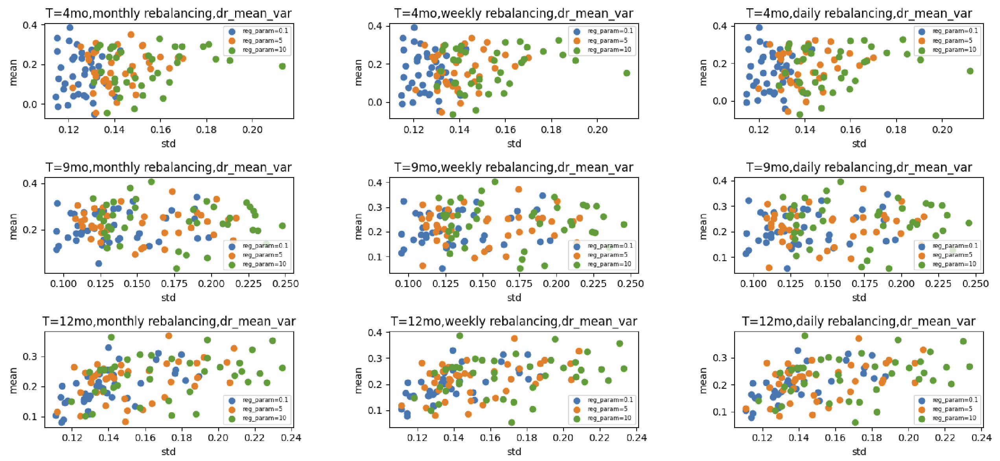 T=4mo,monthly rebalancing,dr_mean_var
mean
0.4
0.2
0.0
reg_param=0.1
reg_param=5
reg_param=10
0.12 0.14 0.16 0.18 0.20
std
T=4mo,weekly rebalancing,dr_mean_var
mean
0.4
0.2
0.0
reg_param=0.1
reg_param=5
reg_param=10
0.12 0.14 0.16 0.18 0.20
std
T=4mo,daily rebalancing,dr_mean_var
mean
0.4
0.2
0.0
reg_param=0.1
reg_param=5
reg_param=10
0.12 0.14 0.16 0.18 0.20
std
T=9mo,monthly rebalancing,dr_mean_var
mean
0.4
0.2
reg_param=0.1
reg_param=5
reg_param=10
0.100 0.125 0.150 0.175 0.200 0.225 0.250
std
T=9mo,weekly rebalancing,dr_mean_var
mean
0.4
0.3
0.2
0.1
reg_param=0.1
reg_param=5
reg_param=10
0.100 0.125 0.150 0.175 0.200 0.225 0.250
std
T=9mo,daily rebalancing,dr_mean_var
mean
0.4
0.3
0.2
0.1
reg_param=0.1
reg_param=5
reg_param=10
0.100 0.125 0.150 0.175 0.200 0.225 0.250
std
T=12mo,monthly rebalancing,dr_mean_var
mean
0.3
0.2
0.1
reg_param=0.1
reg_param=5
reg_param=10
0.12 0.14 0.16 0.18 0.20 0.22 0.24
std
T=12mo,weekly rebalancing,dr_mean_var
mean
0.4
0.3
0.2
0.1
reg_param=0.1
reg_param=5
reg_param=10
0.12 0.14 0.16 0.18 0.20 0.22 0.24
std
T=12mo,daily rebalancing,dr_mean_var
mean
0.3
0.2
0.1
reg_param=0.1
reg_param=5
reg_param=10
0.12 0.14 0.16 0.18 0.20 0.22 0.24
std